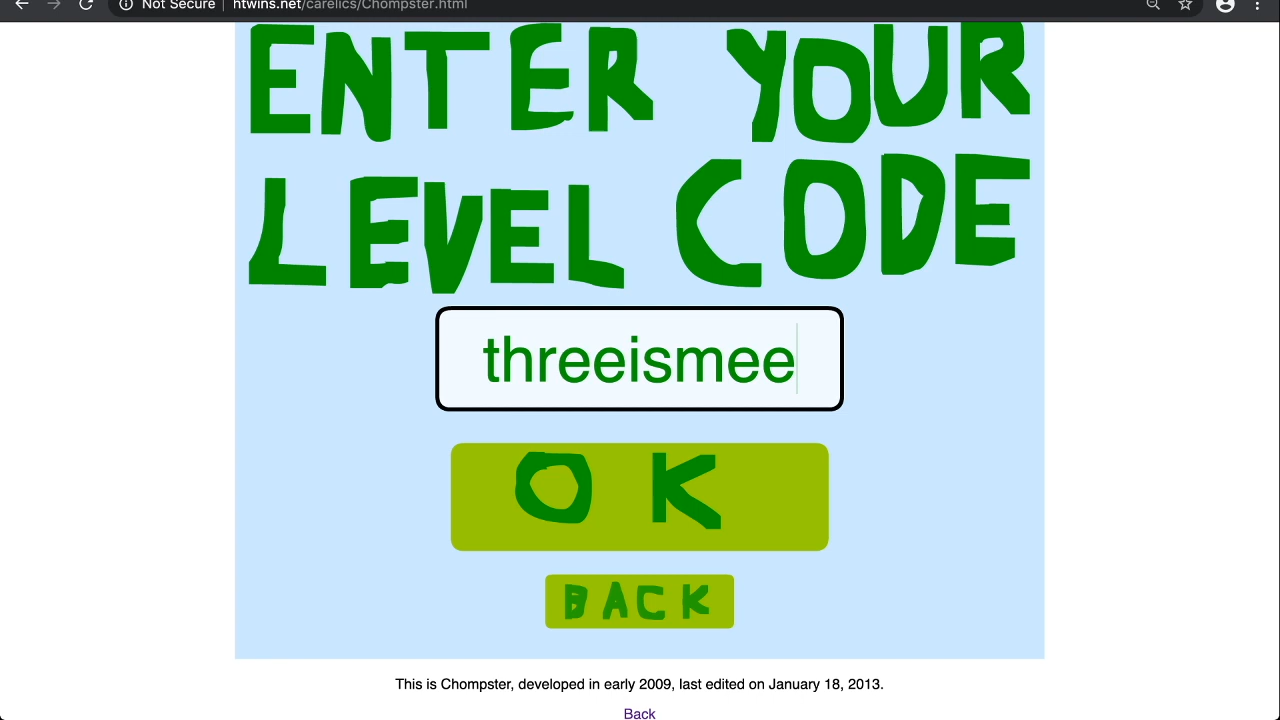 Not Secure | htwins.net/carelics/Chompster.html
ENTER YOUR
LEVEL CODE
threeismee
OK
BACK
This is Chompster, developed in early 2009, last edited on January 18, 2013.
Back